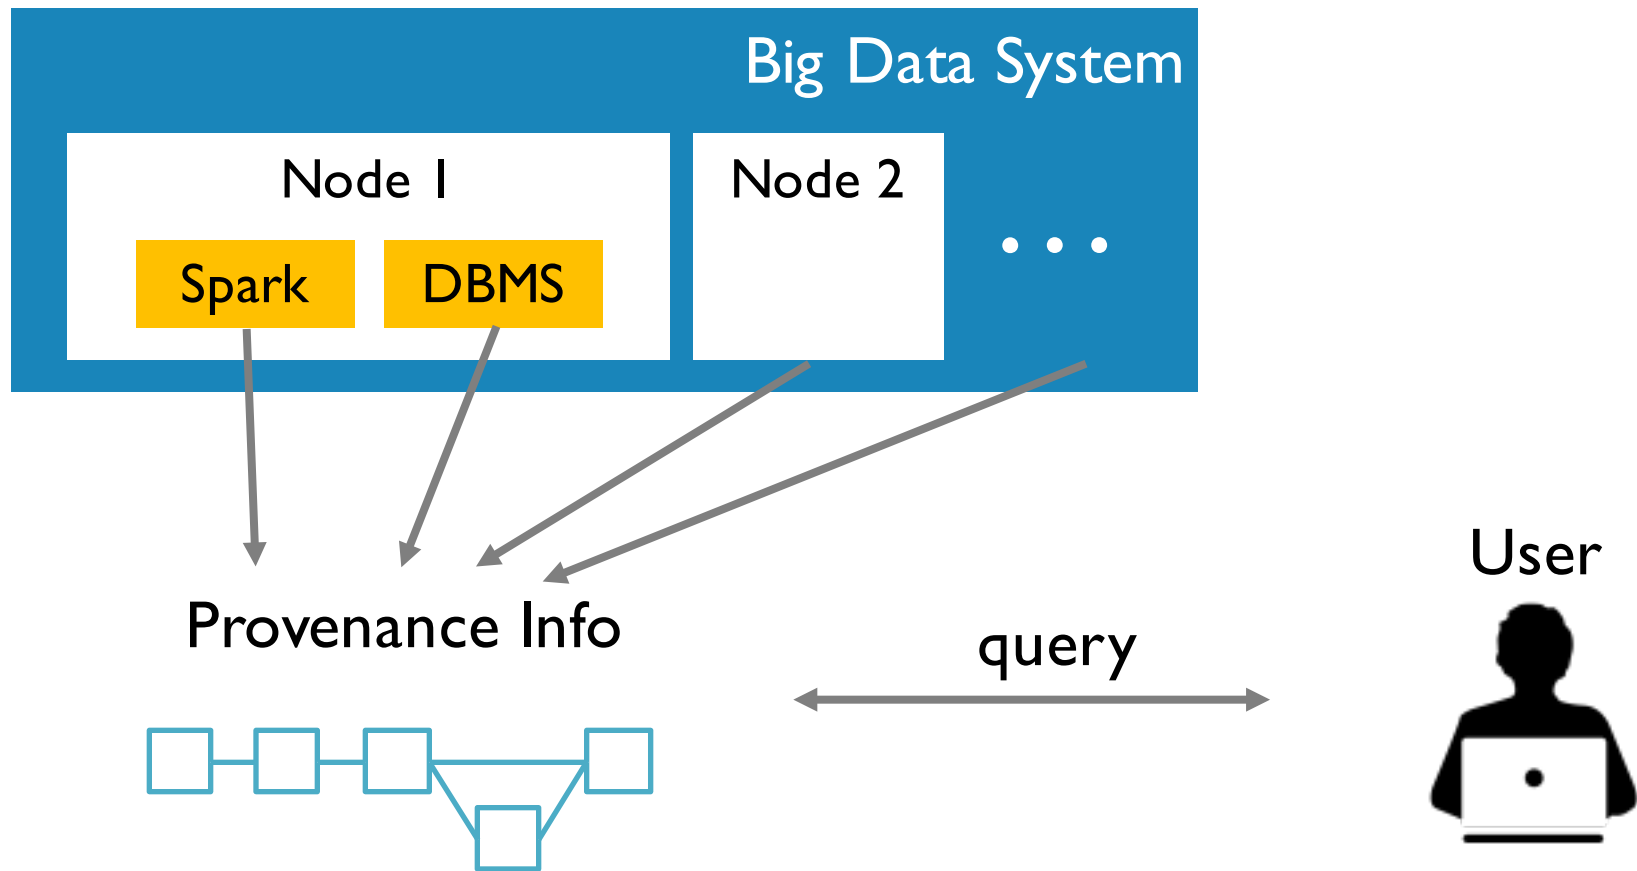 Big Data System
Node 1
Node 2
Spark
DBMS
...
Provenance Info
query
User